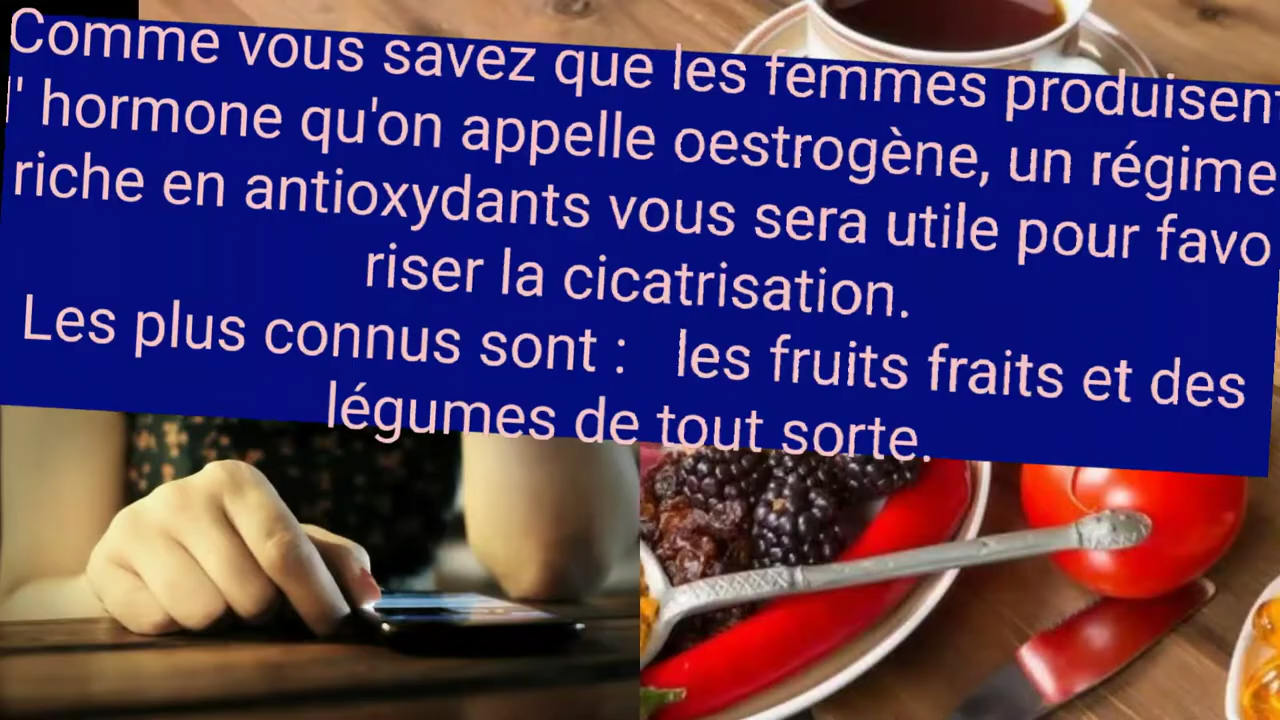 Comme vous savez que les femmes produisent
l' hormone qu'on appelle oestrogène, un régime
riche en antioxydants vous sera utile pour favo
riser la cicatrisation.
Les plus connus sont : les fruits fraits et des
légumes de tout sorte.